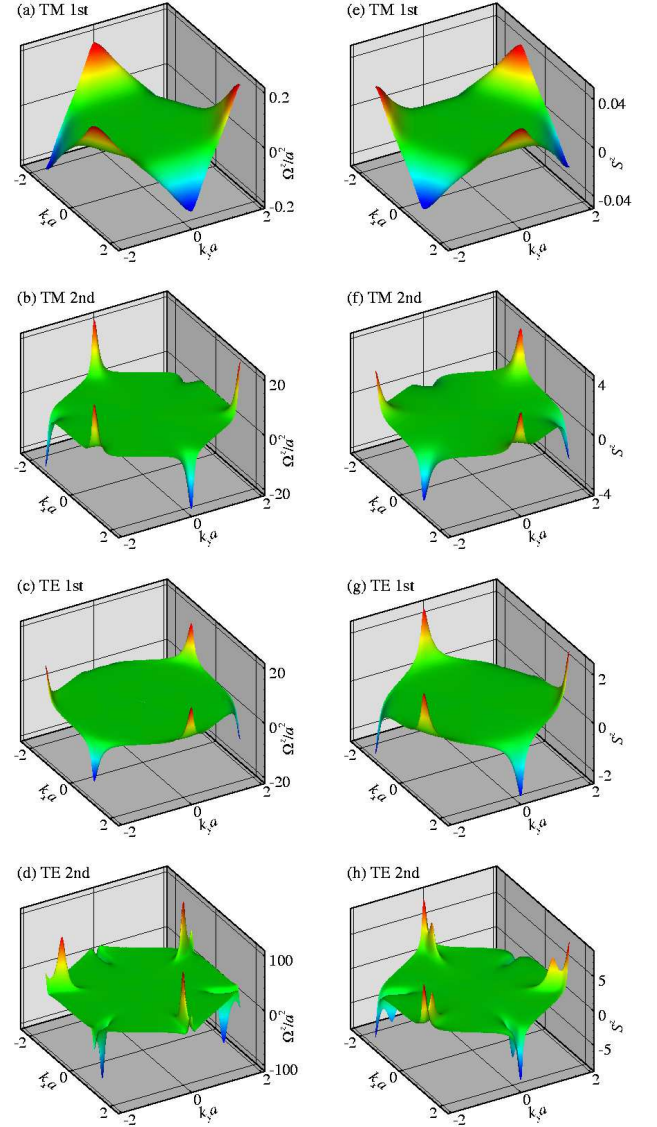 (a) TM 1st
0.2
0
-0.2
Ω^z/a^2
-2
0
2
k_x a
-2
0
2
k_y a
(e) TM 1st
0.04
0
-0.04
S^z
-2
0
2
k_x a
-2
0
2
k_y a
(b) TM 2nd
20
0
-20
Ω^z/a^2
-2
0
2
k_x a
-2
0
2
k_y a
(f) TM 2nd
4
0
-4
S^z
-2
0
2
k_x a
-2
0
2
k_y a
(c) TE 1st
20
0
-20
Ω^z/a^2
-2
0
2
k_x a
-2
0
2
k_y a
(g) TE 1st
2
0
-2
S^z
-2
0
2
k_x a
-2
0
2
k_y a
(d) TE 2nd
100
0
-100
Ω^z/a^2
-2
0
2
k_x a
-2
0
2
k_y a
(h) TE 2nd
5
0
-5
S^z
-2
0
2
k_x a
-2
0
2
k_y a